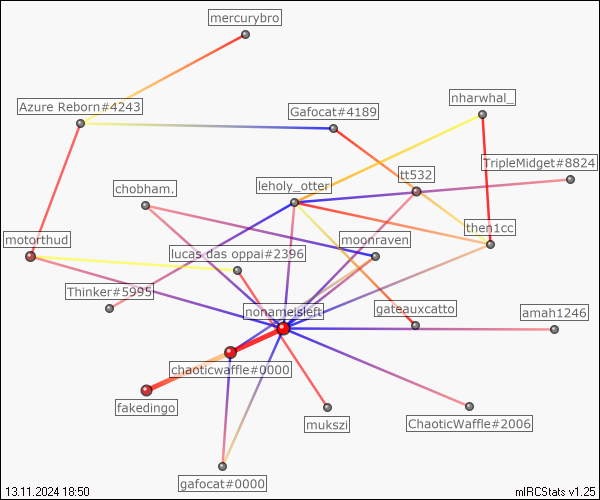 mercurybro
Azure Reborn#4243
Gafocat#4189
nharwhal_
TripleMidget#8824
tt532
chobham.
leholy_otter
then1cc
motorthud
moonraven
lucas das oppai#2396
Thinker#5995
nonameisleft
gateauxcatto
amah1246
chaoticwaffle#0000
fakedingo
mukszi
ChaoticWaffle#2006
gafocat#0000
13.11.2024 18:50
mIRCStats v1.25